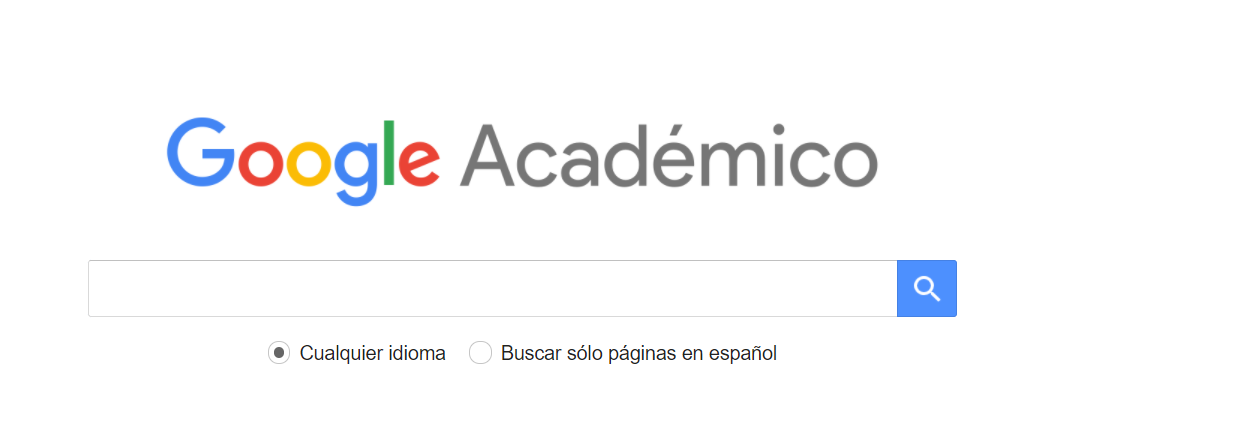 Google Académico
Cualquier idioma Buscar sólo páginas en español